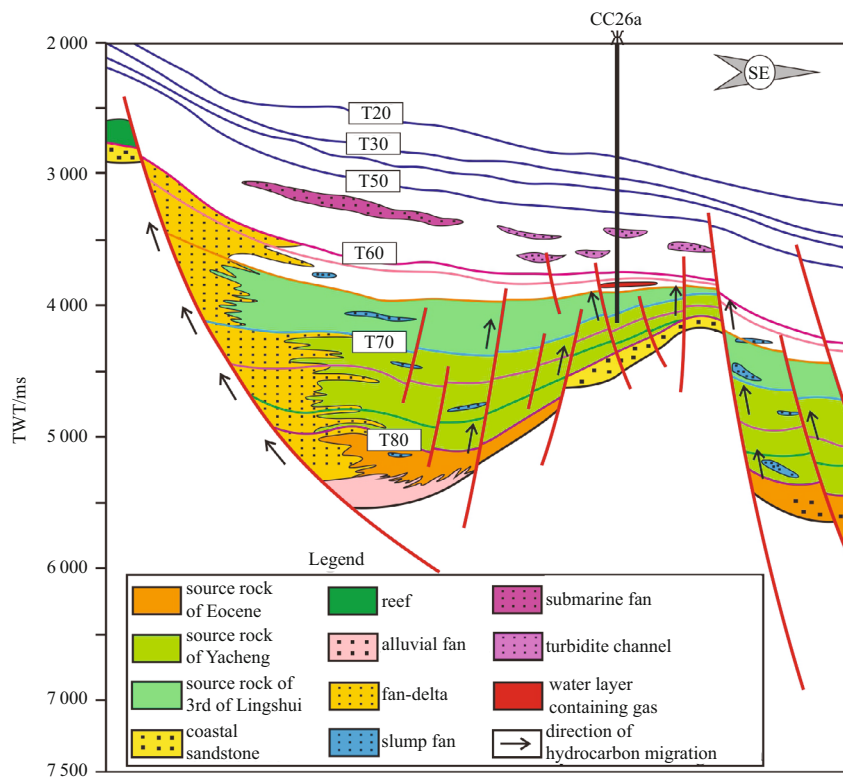 CC26a
2 000
SE
T20
T30
3 000
T50
T60
4 000
T70
TWT/ms
5 000
T80
6 000
Legend
source rock
of Eocene
reef
submarine fan
source rock
of Yacheng
alluvial fan
turbidite channel
source rock of
3rd of Lingshui
fan-delta
water layer
containing gas
coastal
sandstone
slump fan
direction of
hydrocarbon migration
7 000
7 500